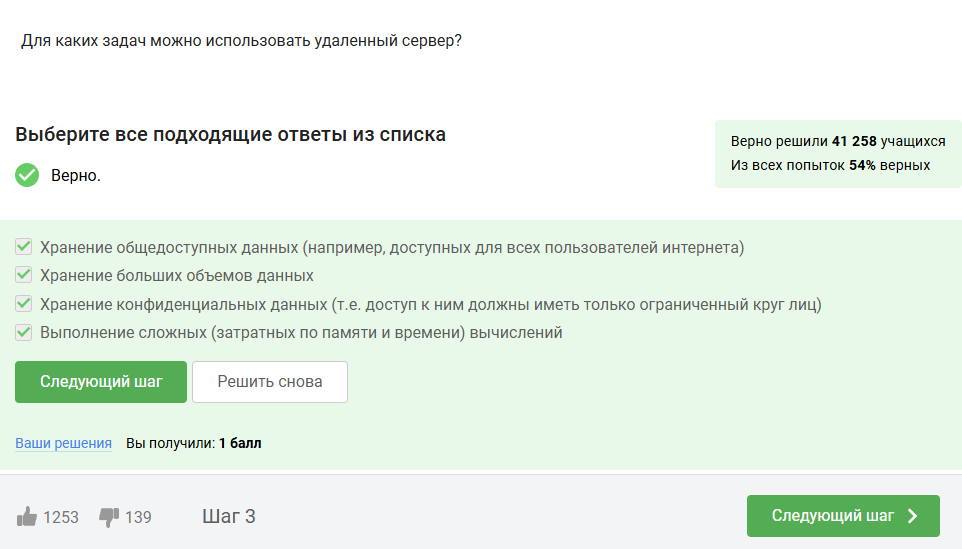 Для каких задач можно использовать удаленный сервер?
Выберите все подходящие ответы из списка
Верно решили 41 258 учащихся
Из всех попыток 54% верных
Верно.
Хранение общедоступных данных (например, доступных для всех пользователей интернета)
Хранение больших объемов данных
Хранение конфиденциальных данных (т.е. доступ к ним должны иметь только ограниченный круг лиц)
Выполнение сложных (затратных по памяти и времени) вычислений
Следующий шаг Решить снова
Ваши решения Вы получили: 1 балл
1253 139 Шаг 3 Следующий шаг